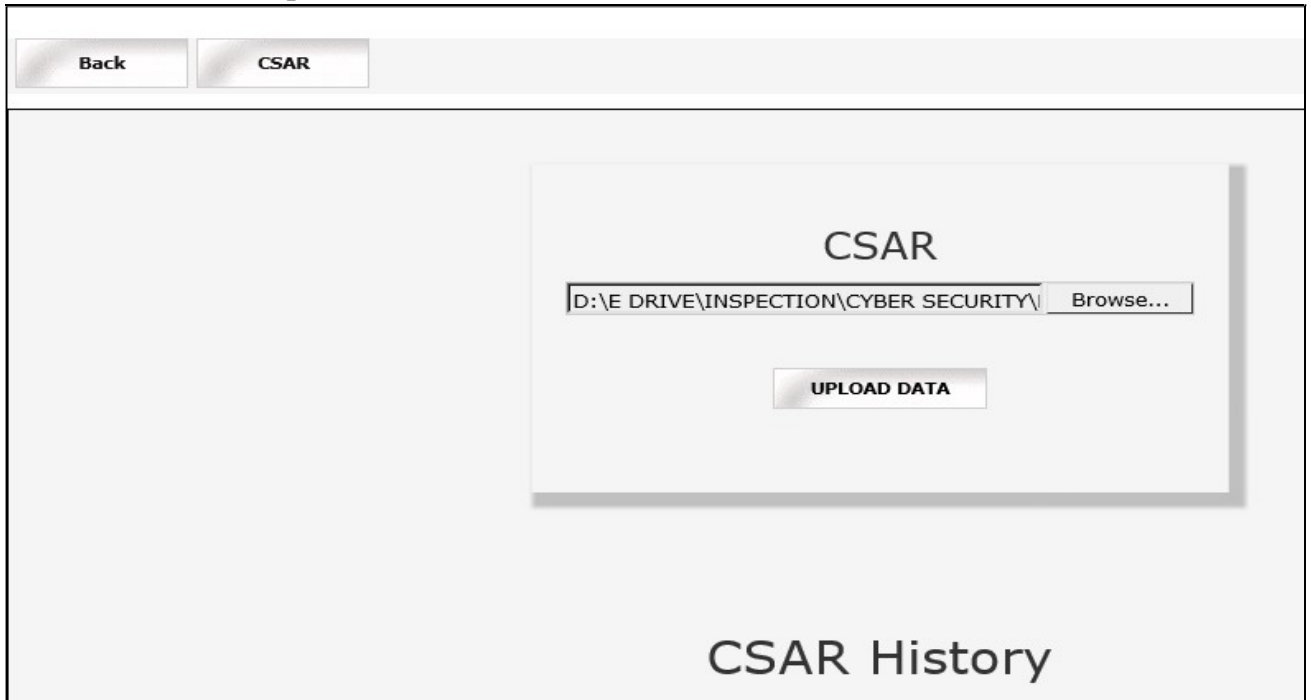 Back CSAR
CSAR
D:\E DRIVE\INSPECTION\CYBER SECURITY\ Browse...
UPLOAD DATA
CSAR History